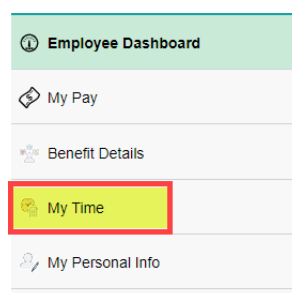 Employee Dashboard
My Pay
Benefit Details
My Time
My Personal Info